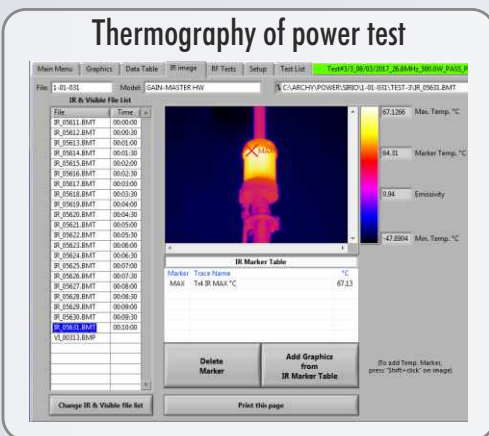 Thermography of power test
Main Menu Graphics Data Table IR image RF Tests Setup Test List Test#3/3_08/03/2017_26.8MHz_500.0W_PASS_P
File: 1-01-031 Model: GAIN-MASTER HW C:\ARCHY\POWER\SIRIO\1-01-031\TEST-3\IR_05631.BMT
IR & Visible File List
File Time
IR_05611.BMT 00:00:00
IR_05612.BMT 00:00:30
IR_05613.BMT 00:01:00
IR_05614.BMT 00:01:30
IR_05615.BMT 00:02:00
IR_05616.BMT 00:02:30
IR_05617.BMT 00:03:00
IR_05618.BMT 00:03:30
IR_05619.BMT 00:04:00
IR_05620.BMT 00:04:30
IR_05621.BMT 00:05:00
IR_05622.BMT 00:05:30
IR_05623.BMT 00:06:00
IR_05624.BMT 00:06:30
IR_05625.BMT 00:07:00
IR_05626.BMT 00:07:30
IR_05627.BMT 00:08:00
IR_05628.BMT 00:08:30
IR_05629.BMT 00:09:00
IR_05630.BMT 00:09:30
IR_05631.BMT 00:10:00
VI_00313.BMP
Change IR & Visible file list
MAX
67.1266 Max. Temp. °C
64.31 Marker Temp. °C
0.94 Emissivity
-47.8994 Min. Temp. °C
IR Marker Table
Marker Trace Name °C
MAX Tr4 IR MAX °C 67.13
Delete
Marker
Add Graphics
from
IR Marker Table
(To add Temp. Marker,
press "Shift+click" on image)
Print this page